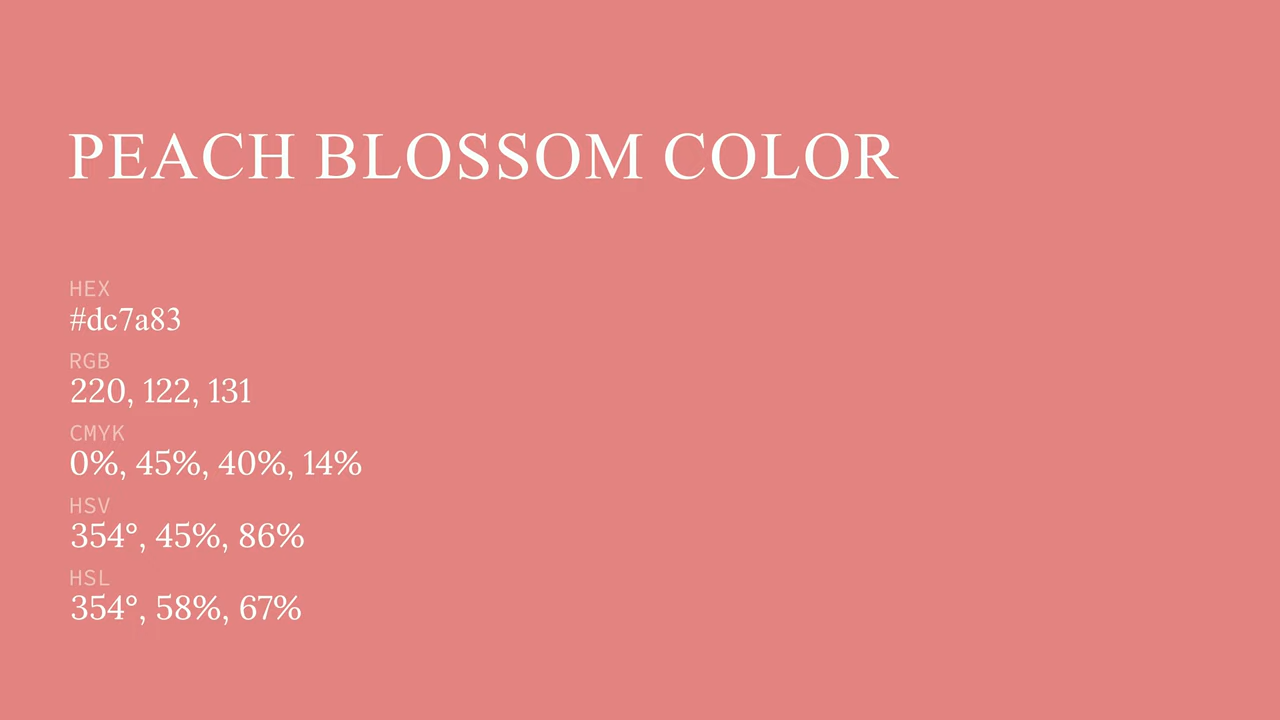 PEACH BLOSSOM COLOR
HEX
#dc7a83
RGB
220, 122, 131
CMYK
0%, 45%, 40%, 14%
HSV
354°, 45%, 86%
HSL
354°, 58%, 67%